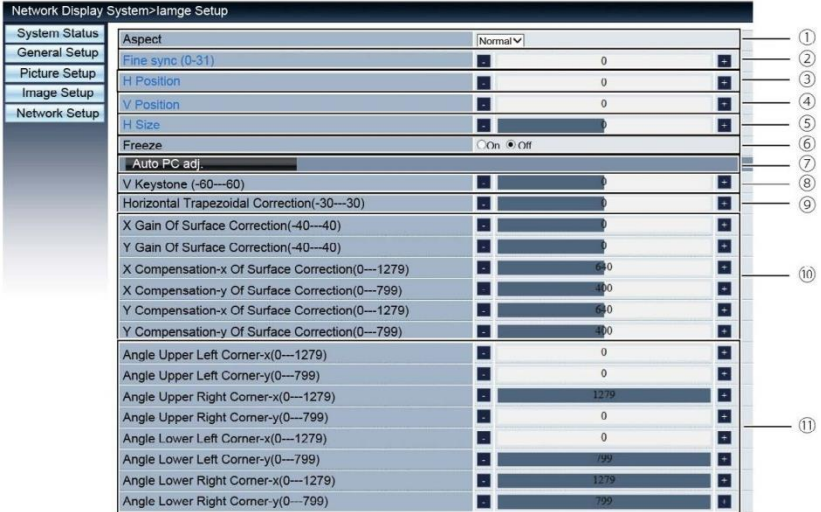 Network Display System>Iamge Setup
System Status
General Setup
Picture Setup
Image Setup
Network Setup
Aspect Normal ①
Fine sync (0-31) - 0 + ②
H Position - 0 + ③
V Position - 0 + ④
H Size - 0 + ⑤
Freeze On Off ⑥
Auto PC adj. ⑦
V Keystone (-60---60) - 0 + ⑧
Horizontal Trapezoidal Correction(-30---30) - 0 + ⑨
X Gain Of Surface Correction(-40---40) - 0 +
Y Gain Of Surface Correction(-40---40) - 0 +
X Compensation-x Of Surface Correction(0---1279) - 640 + ⑩
X Compensation-y Of Surface Correction(0---799) - 400 +
Y Compensation-x Of Surface Correction(0---1279) - 640 +
Y Compensation-y Of Surface Correction(0---799) - 400 +
Angle Upper Left Corner-x(0---1279) - 0 +
Angle Upper Left Corner-y(0---799) - 0 +
Angle Upper Right Corner-x(0---1279) - 1279 +
Angle Upper Right Corner-y(0---799) - 0 + ⑪
Angle Lower Left Corner-x(0---1279) - 0 +
Angle Lower Left Corner-y(0---799) - 799 +
Angle Lower Right Corner-x(0---1279) - 1279 +
Angle Lower Right Corner-y(0---799) - 799 +